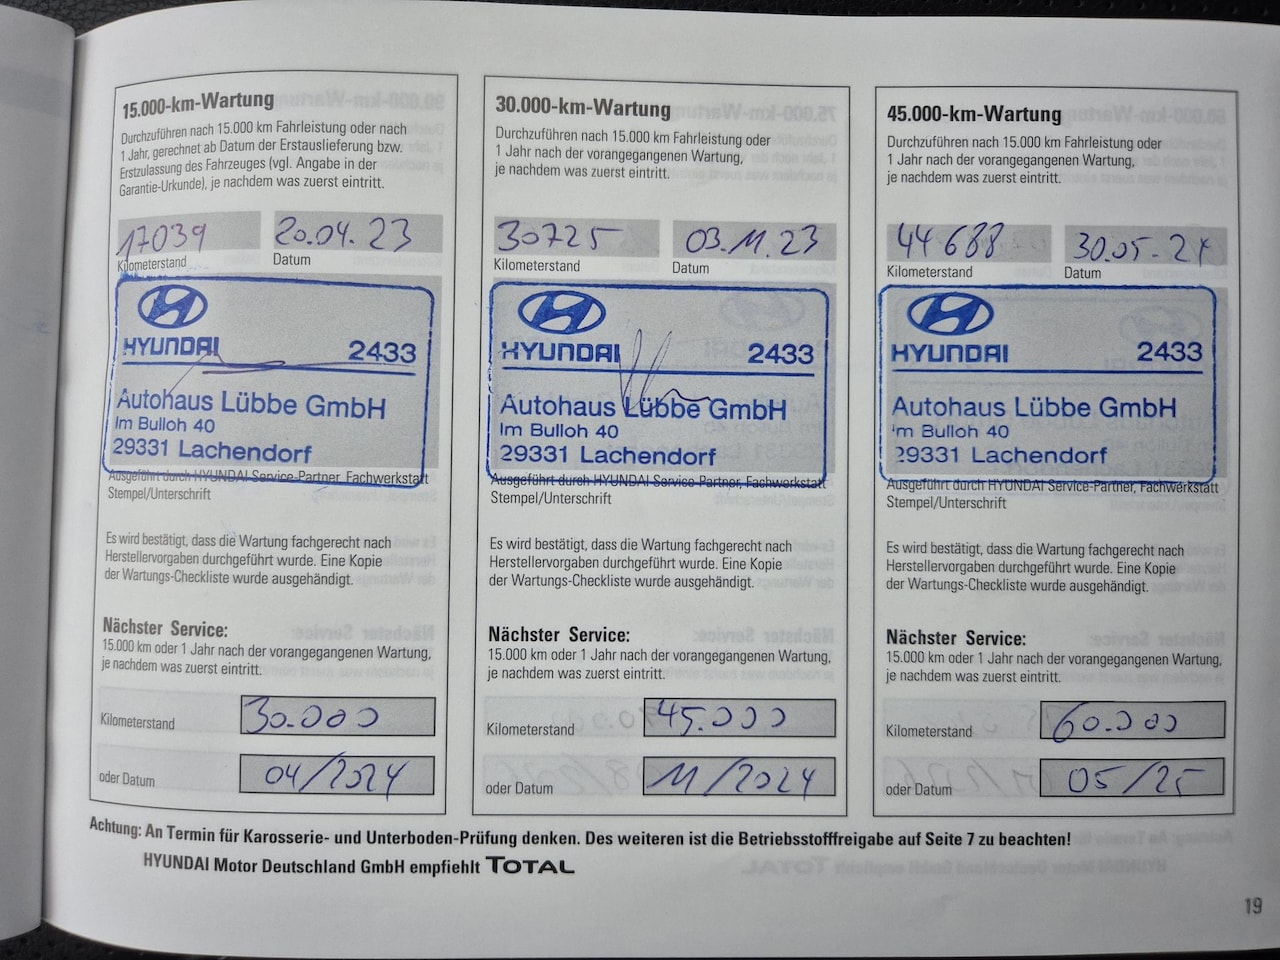 15.000-km-Wartung
Durchzuführen nach 15.000 km Fahrleistung oder nach
1 Jahr, gerechnet ab Datum der Erstauslieferung bzw.
Erstzulassung des Fahrzeuges (vgl. Angabe in der
Garantie-Urkunde), je nachdem was zuerst eintritt.
17039 20.04.23
Kilometerstand Datum
HYUNDAI 2433
Autohaus Lübbe GmbH
Im Bulloh 40
29331 Lachendorf
Ausgeführt durch HYUNDAI Service-Partner, Fachwerkstatt
Stempel/Unterschrift
Es wird bestätigt, dass die Wartung fachgerecht nach
Herstellervorgaben durchgeführt wurde. Eine Kopie
der Wartungs-Checkliste wurde ausgehändigt.
Nächster Service:
15.000 km oder 1 Jahr nach der vorangegangenen Wartung,
je nachdem was zuerst eintritt.
Kilometerstand 30.000
oder Datum 04/2024
30.000-km-Wartung
Durchzuführen nach 15.000 km Fahrleistung oder
1 Jahr nach der vorangegangenen Wartung,
je nachdem was zuerst eintritt.
30725 03.11.23
Kilometerstand Datum
HYUNDAI 2433
Autohaus Lübbe GmbH
Im Bulloh 40
29331 Lachendorf
Ausgeführt durch HYUNDAI Service-Partner, Fachwerkstatt
Stempel/Unterschrift
Es wird bestätigt, dass die Wartung fachgerecht nach
Herstellervorgaben durchgeführt wurde. Eine Kopie
der Wartungs-Checkliste wurde ausgehändigt.
Nächster Service:
15.000 km oder 1 Jahr nach der vorangegangenen Wartung,
je nachdem was zuerst eintritt.
Kilometerstand 45.000
oder Datum 11/2024
45.000-km-Wartung
Durchzuführen nach 15.000 km Fahrleistung oder
1 Jahr nach der vorangegangenen Wartung,
je nachdem was zuerst eintritt.
44688 30.05.24
Kilometerstand Datum
HYUNDAI 2433
Autohaus Lübbe GmbH
Im Bulloh 40
29331 Lachendorf
Ausgeführt durch HYUNDAI Service-Partner, Fachwerkstatt
Stempel/Unterschrift
Es wird bestätigt, dass die Wartung fachgerecht nach
Herstellervorgaben durchgeführt wurde. Eine Kopie
der Wartungs-Checkliste wurde ausgehändigt.
Nächster Service:
15.000 km oder 1 Jahr nach der vorangegangenen Wartung,
je nachdem was zuerst eintritt.
Kilometerstand 60.000
oder Datum 05/25
Achtung: An Termin für Karosserie- und Unterboden-Prüfung denken. Des weiteren ist die Betriebsstofffreigabe auf Seite 7 zu beachten!
HYUNDAI Motor Deutschland GmbH empfiehlt TOTAL
19